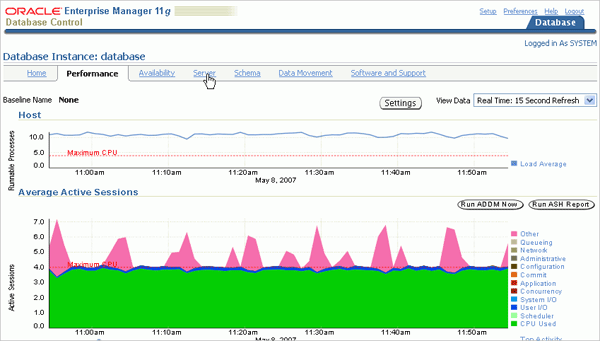 ORACLE Enterprise Manager 11g
Database Control
Setup Preferences Help Logout
Database
Logged in As SYSTEM
Database Instance: database
Home Performance Availability Server Schema Data Movement Software and Support
Baseline Name None Settings View Data Real Time: 15 Second Refresh
Host
Runnable Processes
10.0
5.0
0.0
Maximum CPU
11:00am 11:10am 11:20am 11:30am 11:40am 11:50am
May 8, 2007
Load Average
Average Active Sessions
Run ADDM Now Run ASH Report
Active Sessions
7.0
6.0
5.0
4.0
3.0
2.0
1.0
0.0
Maximum CPU
11:00am 11:10am 11:20am 11:30am 11:40am 11:50am
May 8, 2007
Other
Queueing
Network
Administrative
Configuration
Commit
Application
Concurrency
System I/O
User I/O
Scheduler
CPU Used
Top Activity